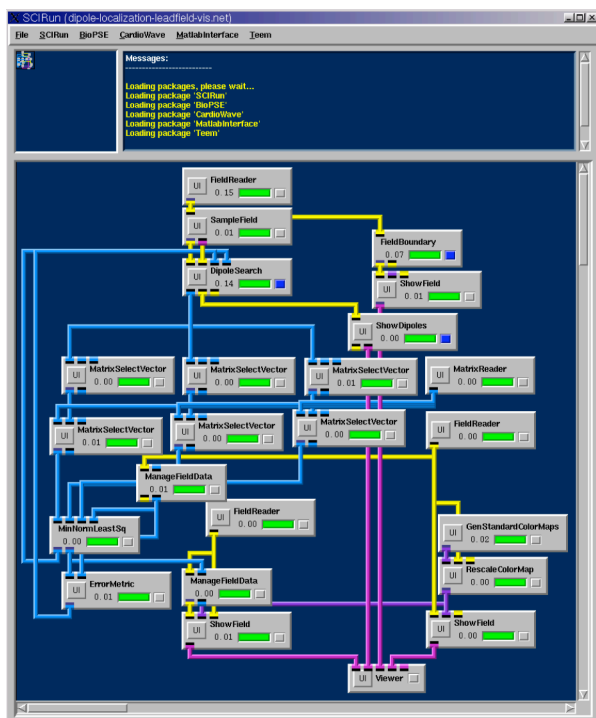 SCIRun (dipole-localization-leadfield-vis.net)
File SCIRun BioPSE CardioWave MatlabInterface Teem
Messages:
--------------------------
Loading packages, please wait...
Loading package 'SCIRun'
Loading package 'BioPSE'
Loading package 'CardioWave'
Loading package 'MatlabInterface'
Loading package 'Teem'
UI FieldReader
0.15
UI SampleField
0.01
FieldBoundary
0.07
UI DipoleSearch
0.14
UI ShowField
0.01
UI ShowDipoles
0.00
UI MatrixSelectVector
0.00
UI MatrixSelectVector
0.00
UI MatrixSelectVector
0.01
UI MatrixReader
0.00
UI MatrixSelectVector
0.01
UI MatrixSelectVector
0.00
UI MatrixSelectVector
0.00
UI FieldReader
0.00
ManageFieldData
0.01
UI FieldReader
0.00
MinNormLeastSq
0.00
UI GenStandardColorMaps
0.02
UI ErrorMetric
0.01
ManageFieldData
0.00
UI RescaleColorMap
0.00
UI ShowField
0.01
UI ShowField
0.00
UI Viewer